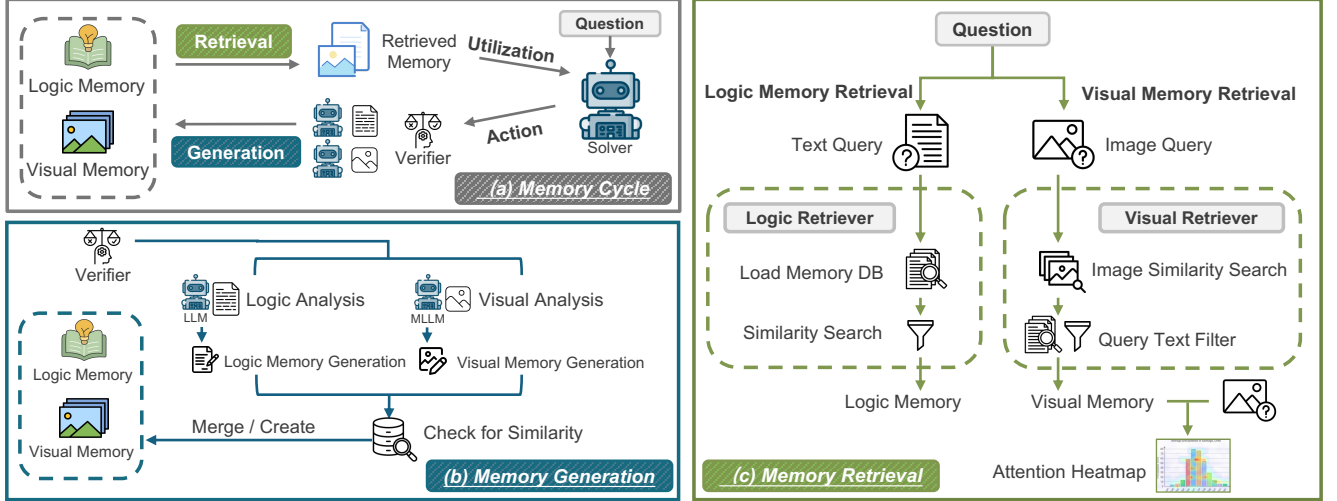 Logic Memory
Visual Memory
Retrieval
Generation
Retrieved
Memory
Utilization
Question
Solver
Action
Verifier
(a) Memory Cycle
Verifier
Logic Analysis
LLM
Visual Analysis
MLLM
Logic Memory Generation
Visual Memory Generation
Logic Memory
Visual Memory
Merge / Create
Check for Similarity
(b) Memory Generation
Question
Logic Memory Retrieval
Visual Memory Retrieval
Text Query
Image Query
Logic Retriever
Visual Retriever
Load Memory DB
Image Similarity Search
Similarity Search
Query Text Filter
Logic Memory
Visual Memory
Attention Heatmap
(c) Memory Retrieval